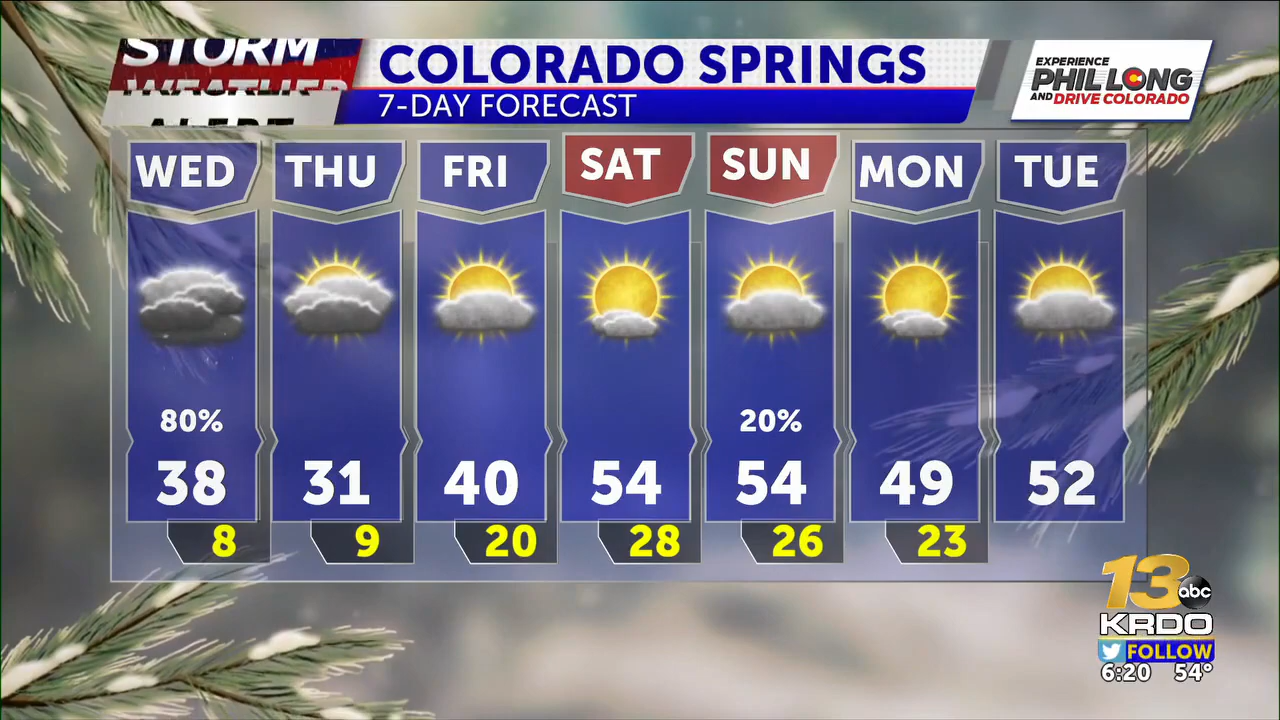 STORM
WEATHER
ALERT
COLORADO SPRINGS
7-DAY FORECAST
EXPERIENCE
PHIL LONG
AND DRIVE COLORADO
WED THU FRI SAT SUN MON TUE
80% 20%
38 31 40 54 54 49 52
8 9 20 28 26 23
13 abc
KRDO
FOLLOW
6:20 54°